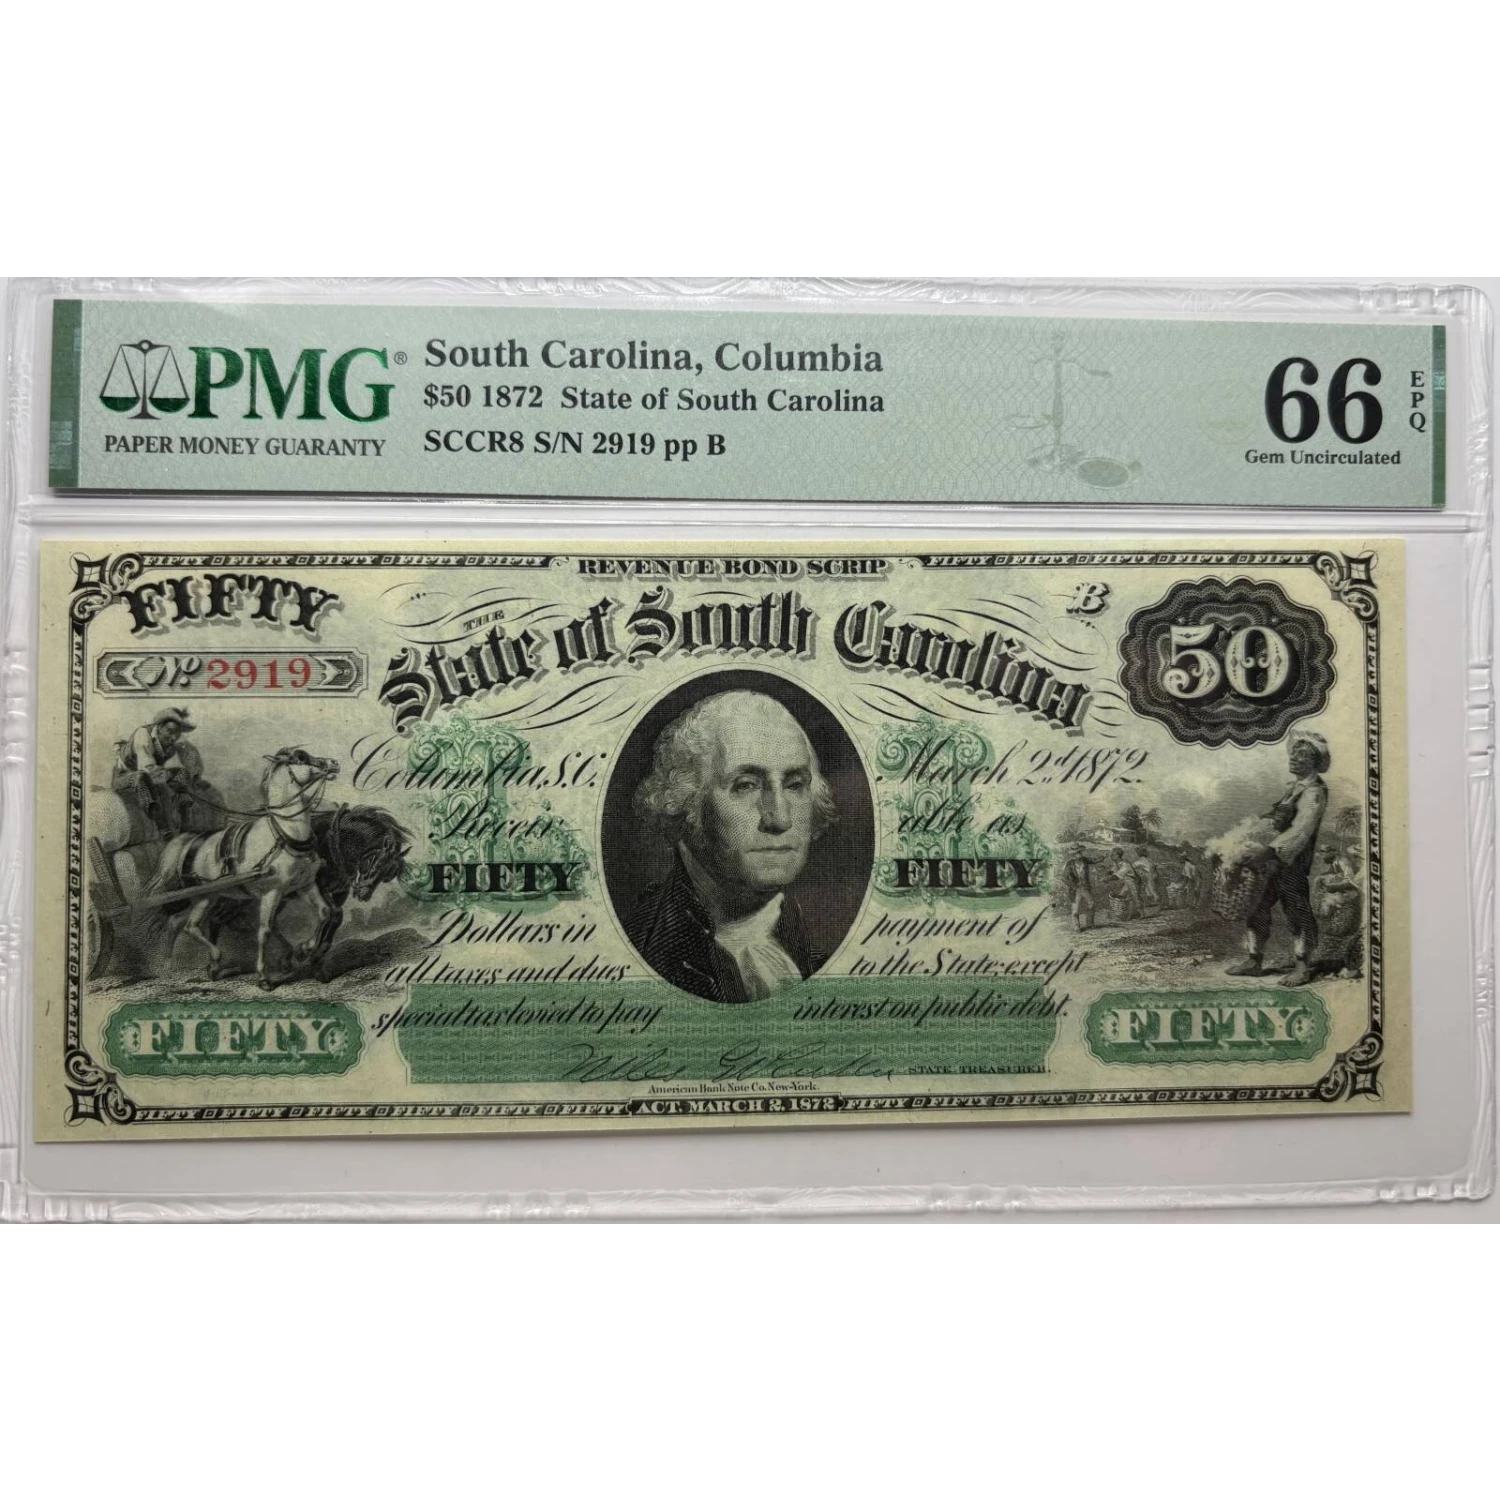 PMG®
PAPER MONEY GUARANTY
South Carolina, Columbia
$50 1872 State of South Carolina
SCCR8 S/N 2919 pp B
66
EPQ
Gem Uncirculated
REVENUE BOND SCRIP
FIFTY
THE
State of South Carolina
B
50
No 2919
Columbia, S.C. March 2nd 1872.
Receivable as
FIFTY FIFTY
Dollars in payment of
all taxes and dues to the State, except
special tax levied to pay interest on public debt.
FIFTY FIFTY
STATE TREASURER.
American Bank Note Co. New-York.
ACT. MARCH 2, 1872